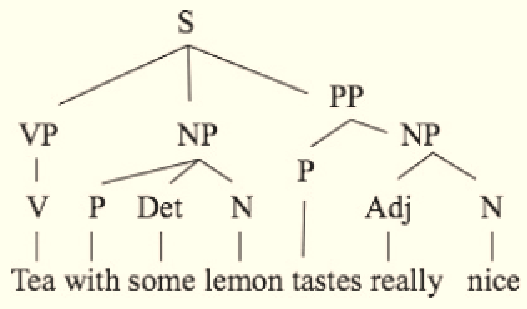 S
PP
VP NP NP
P
V P Det N Adj N
Tea with some lemon tastes really nice